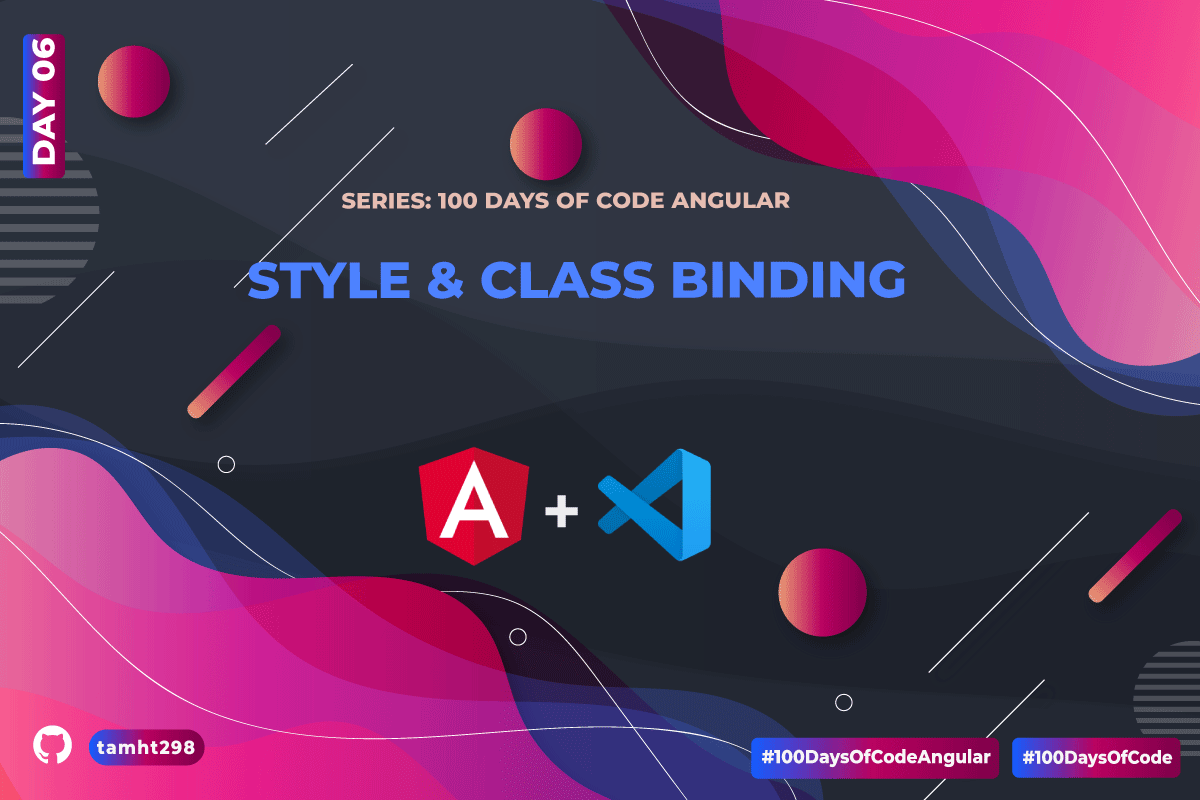 DAY 06
SERIES: 100 DAYS OF CODE ANGULAR
STYLE & CLASS BINDING
A
+
tamht298
#100DaysOfCodeAngular
#100DaysOfCode